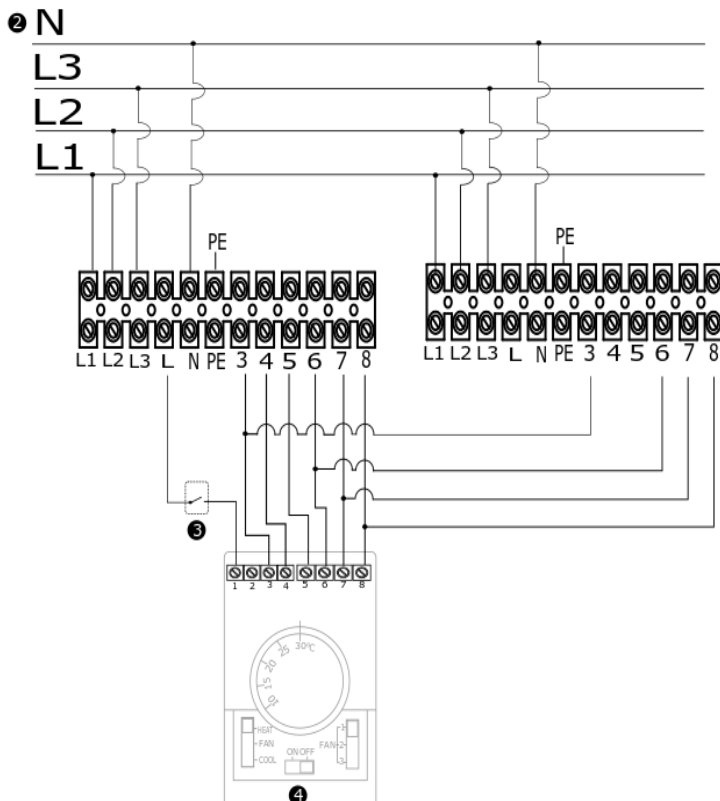 ❷ N
L3
L2
L1
PE
PE
L1 L2 L3 L N PE 3 4 5 6 7 8
L1 L2 L3 L N PE 3 4 5 6 7 8
❸
1 2 3 4 5 6 7 8
10 15 20 25 30°C
HEAT
FAN
COOL
ON OFF
FAN
1
2
3
❹